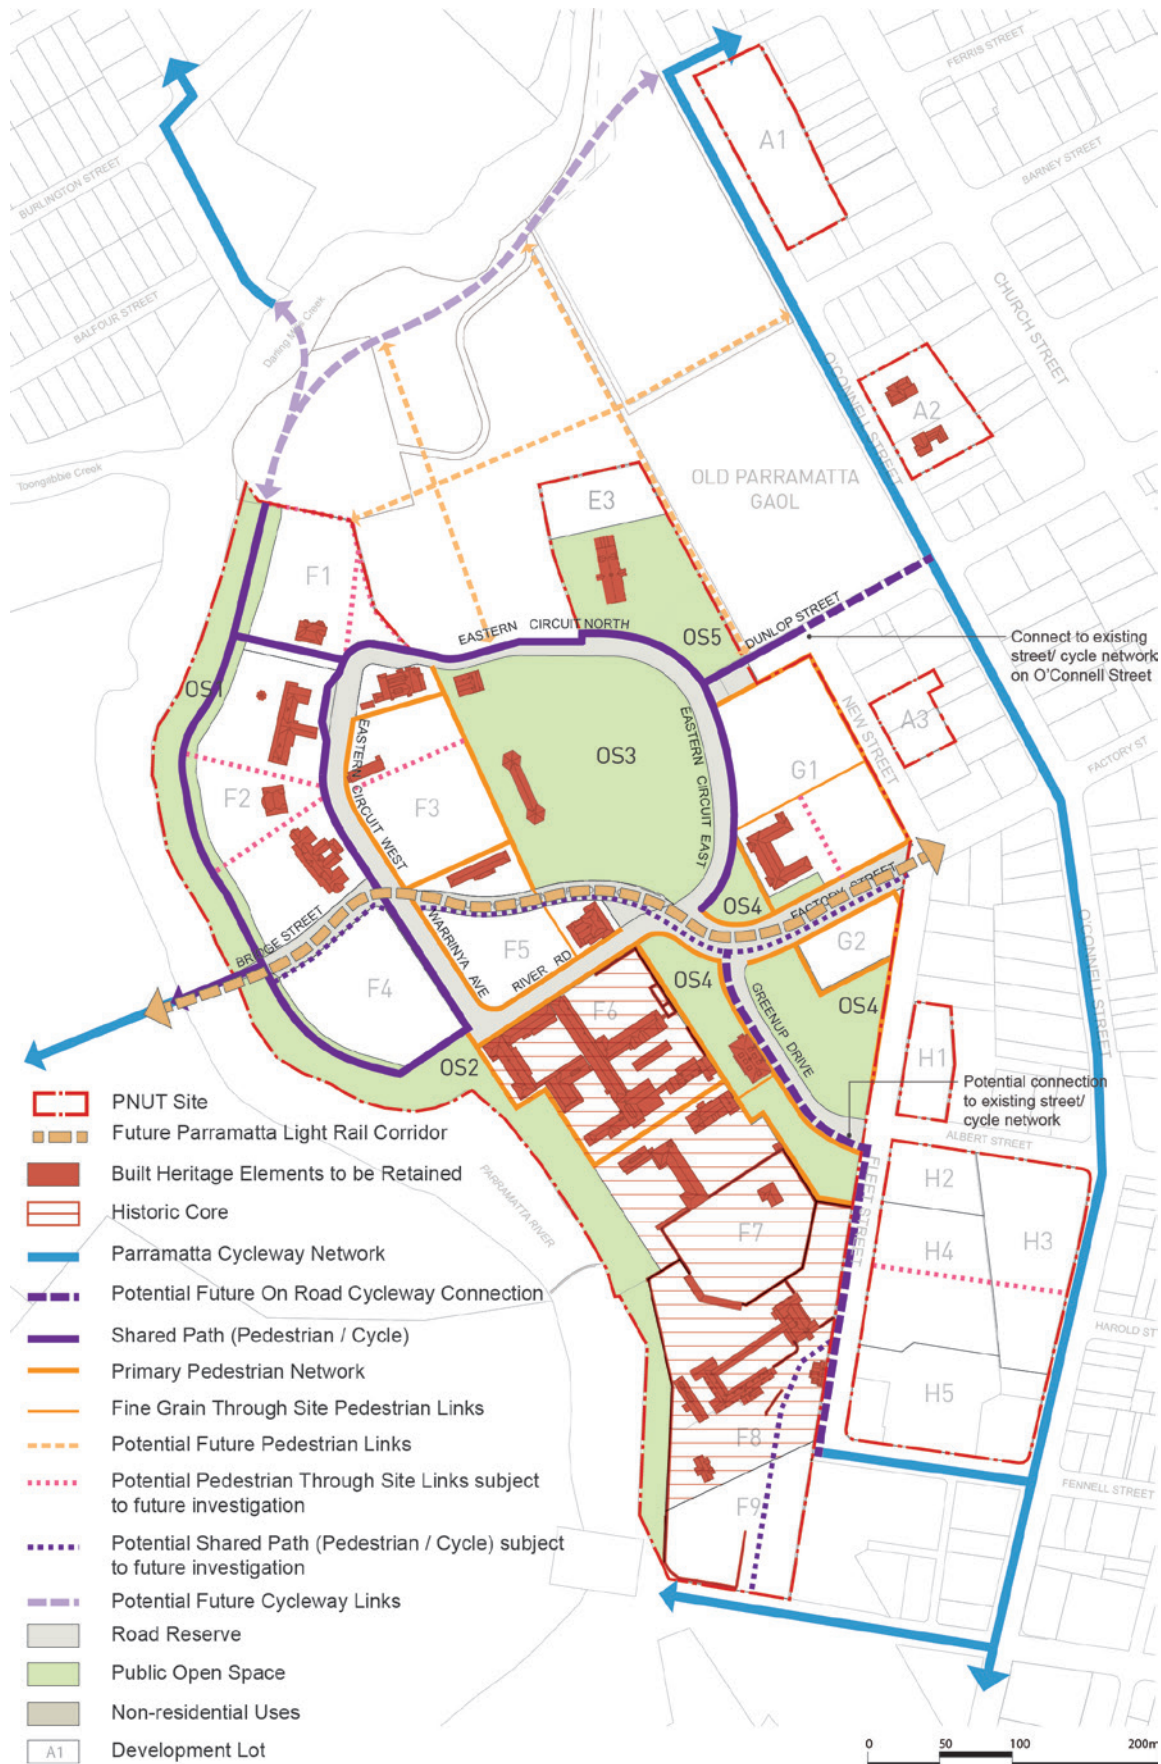 FERRIS STREET
BARNEY STREET
A1
BURLINGTON STREET
CHURCH STREET
Darling Mills Creek
BALFOUR STREET
O'CONNELL STREET
A2
Toongabbie Creek
OLD PARRAMATTA
GAOL
E3
F1
EASTERN CIRCUIT NORTH
OS5
DUNLOP STREET
Connect to existing
street/ cycle network
on O'Connell Street
OS1
NEW STREET
A3
FACTORY ST
EASTERN CIRCUIT WEST
OS3
EASTERN CIRCUIT EAST
G1
F2
F3
OS4
FACTORY STREET
BRIDGE STREET
WARRINYA AVE
F5
RIVER RD
G2
O'CONNELL STREET
F4
OS4
GREENUP DRIVE
OS4
F6
OS2
H1
Potential connection
to existing street/
cycle network
ALBERT STREET
PARRAMATTA RIVER
FLEET STREET
H2
F7
H4
H3
HAROLD ST
H5
F8
F9
FENNELL STREET
PNUT Site
Future Parramatta Light Rail Corridor
Built Heritage Elements to be Retained
Historic Core
Parramatta Cycleway Network
Potential Future On Road Cycleway Connection
Shared Path (Pedestrian / Cycle)
Primary Pedestrian Network
Fine Grain Through Site Pedestrian Links
Potential Future Pedestrian Links
Potential Pedestrian Through Site Links subject
to future investigation
Potential Shared Path (Pedestrian / Cycle) subject
to future investigation
Potential Future Cycleway Links
Road Reserve
Public Open Space
Non-residential Uses
A1 Development Lot
0 50 100 200m